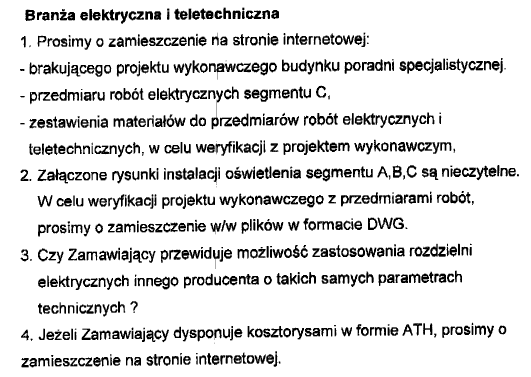 Branża elektryczna i teletechniczna
1. Prosimy o zamieszczenie na stronie internetowej:
- brakującego projektu wykonawczego budynku poradni specjalistycznej.
- przedmiaru robót elektrycznych segmentu C,
- zestawienia materiałów do przedmiarów robót elektrycznych i
teletechnicznych, w celu weryfikacji z projektem wykonawczym,
2. Załączone rysunki instalacji oświetlenia segmentu A,B,C są nieczytelne.
W celu weryfikacji projektu wykonawczego z przedmiarami robót,
prosimy o zamieszczenie w/w plików w formacie DWG.
3. Czy Zamawiający przewiduje możliwość zastosowania rozdzielni
elektrycznych innego producenta o takich samych parametrach
technicznych ?
4. Jeżeli Zamawiający dysponuje kosztorysami w formie ATH, prosimy o
zamieszczenie na stronie internetowej.